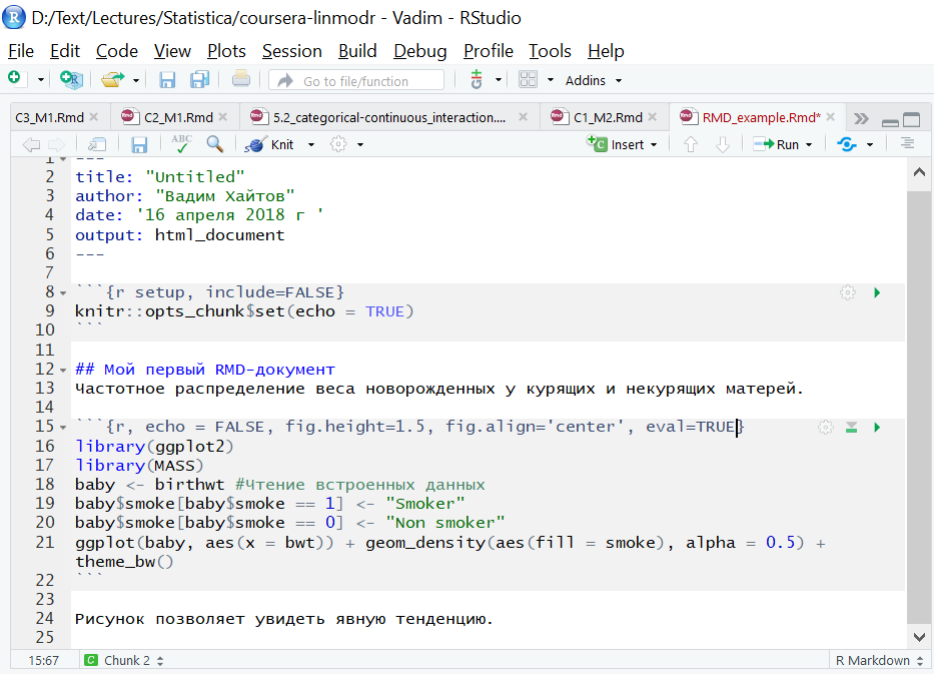 D:/Text/Lectures/Statistica/coursera-linmodr - Vadim - RStudio
File Edit Code View Plots Session Build Debug Profile Tools Help
Go to file/function Addins
C3_M1.Rmd C2_M1.Rmd 5.2_categorical-continuous_interaction.... C1_M2.Rmd RMD_example.Rmd*
ABC Knit Insert Run
1 ---
2 title: "Untitled"
3 author: "Вадим Хайтов"
4 date: '16 апреля 2018 г '
5 output: html_document
6 ---
7
8 ```{r setup, include=FALSE}
9 knitr::opts_chunk$set(echo = TRUE)
10 ```
11
12 ## Мой первый RMD-документ
13 Частотное распределение веса новорожденных у курящих и некурящих матерей.
14
15 ```{r, echo = FALSE, fig.height=1.5, fig.align='center', eval=TRUE}
16 library(ggplot2)
17 library(MASS)
18 baby <- birthwt #Чтение встроенных данных
19 baby$smoke[baby$smoke == 1] <- "Smoker"
20 baby$smoke[baby$smoke == 0] <- "Non smoker"
21 ggplot(baby, aes(x = bwt)) + geom_density(aes(fill = smoke), alpha = 0.5) +
theme_bw()
22 ```
23
24 Рисунок позволяет увидеть явную тенденцию.
25
15:67 C Chunk 2 R Markdown